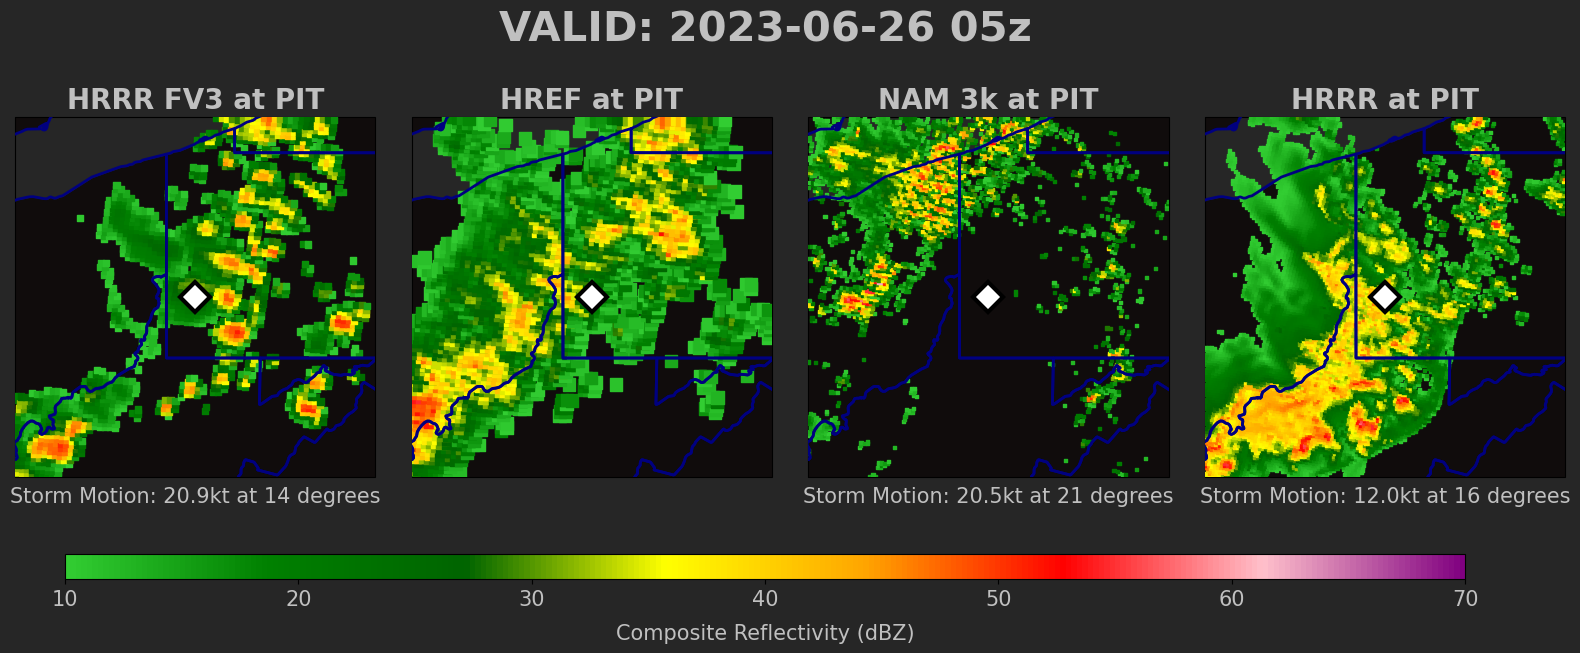 VALID: 2023-06-26 05z
HRRR FV3 at PIT
HREF at PIT
NAM 3k at PIT
HRRR at PIT
Storm Motion: 20.9kt at 14 degrees
Storm Motion: 20.5kt at 21 degrees
Storm Motion: 12.0kt at 16 degrees
10 20 30 40 50 60 70
Composite Reflectivity (dBZ)